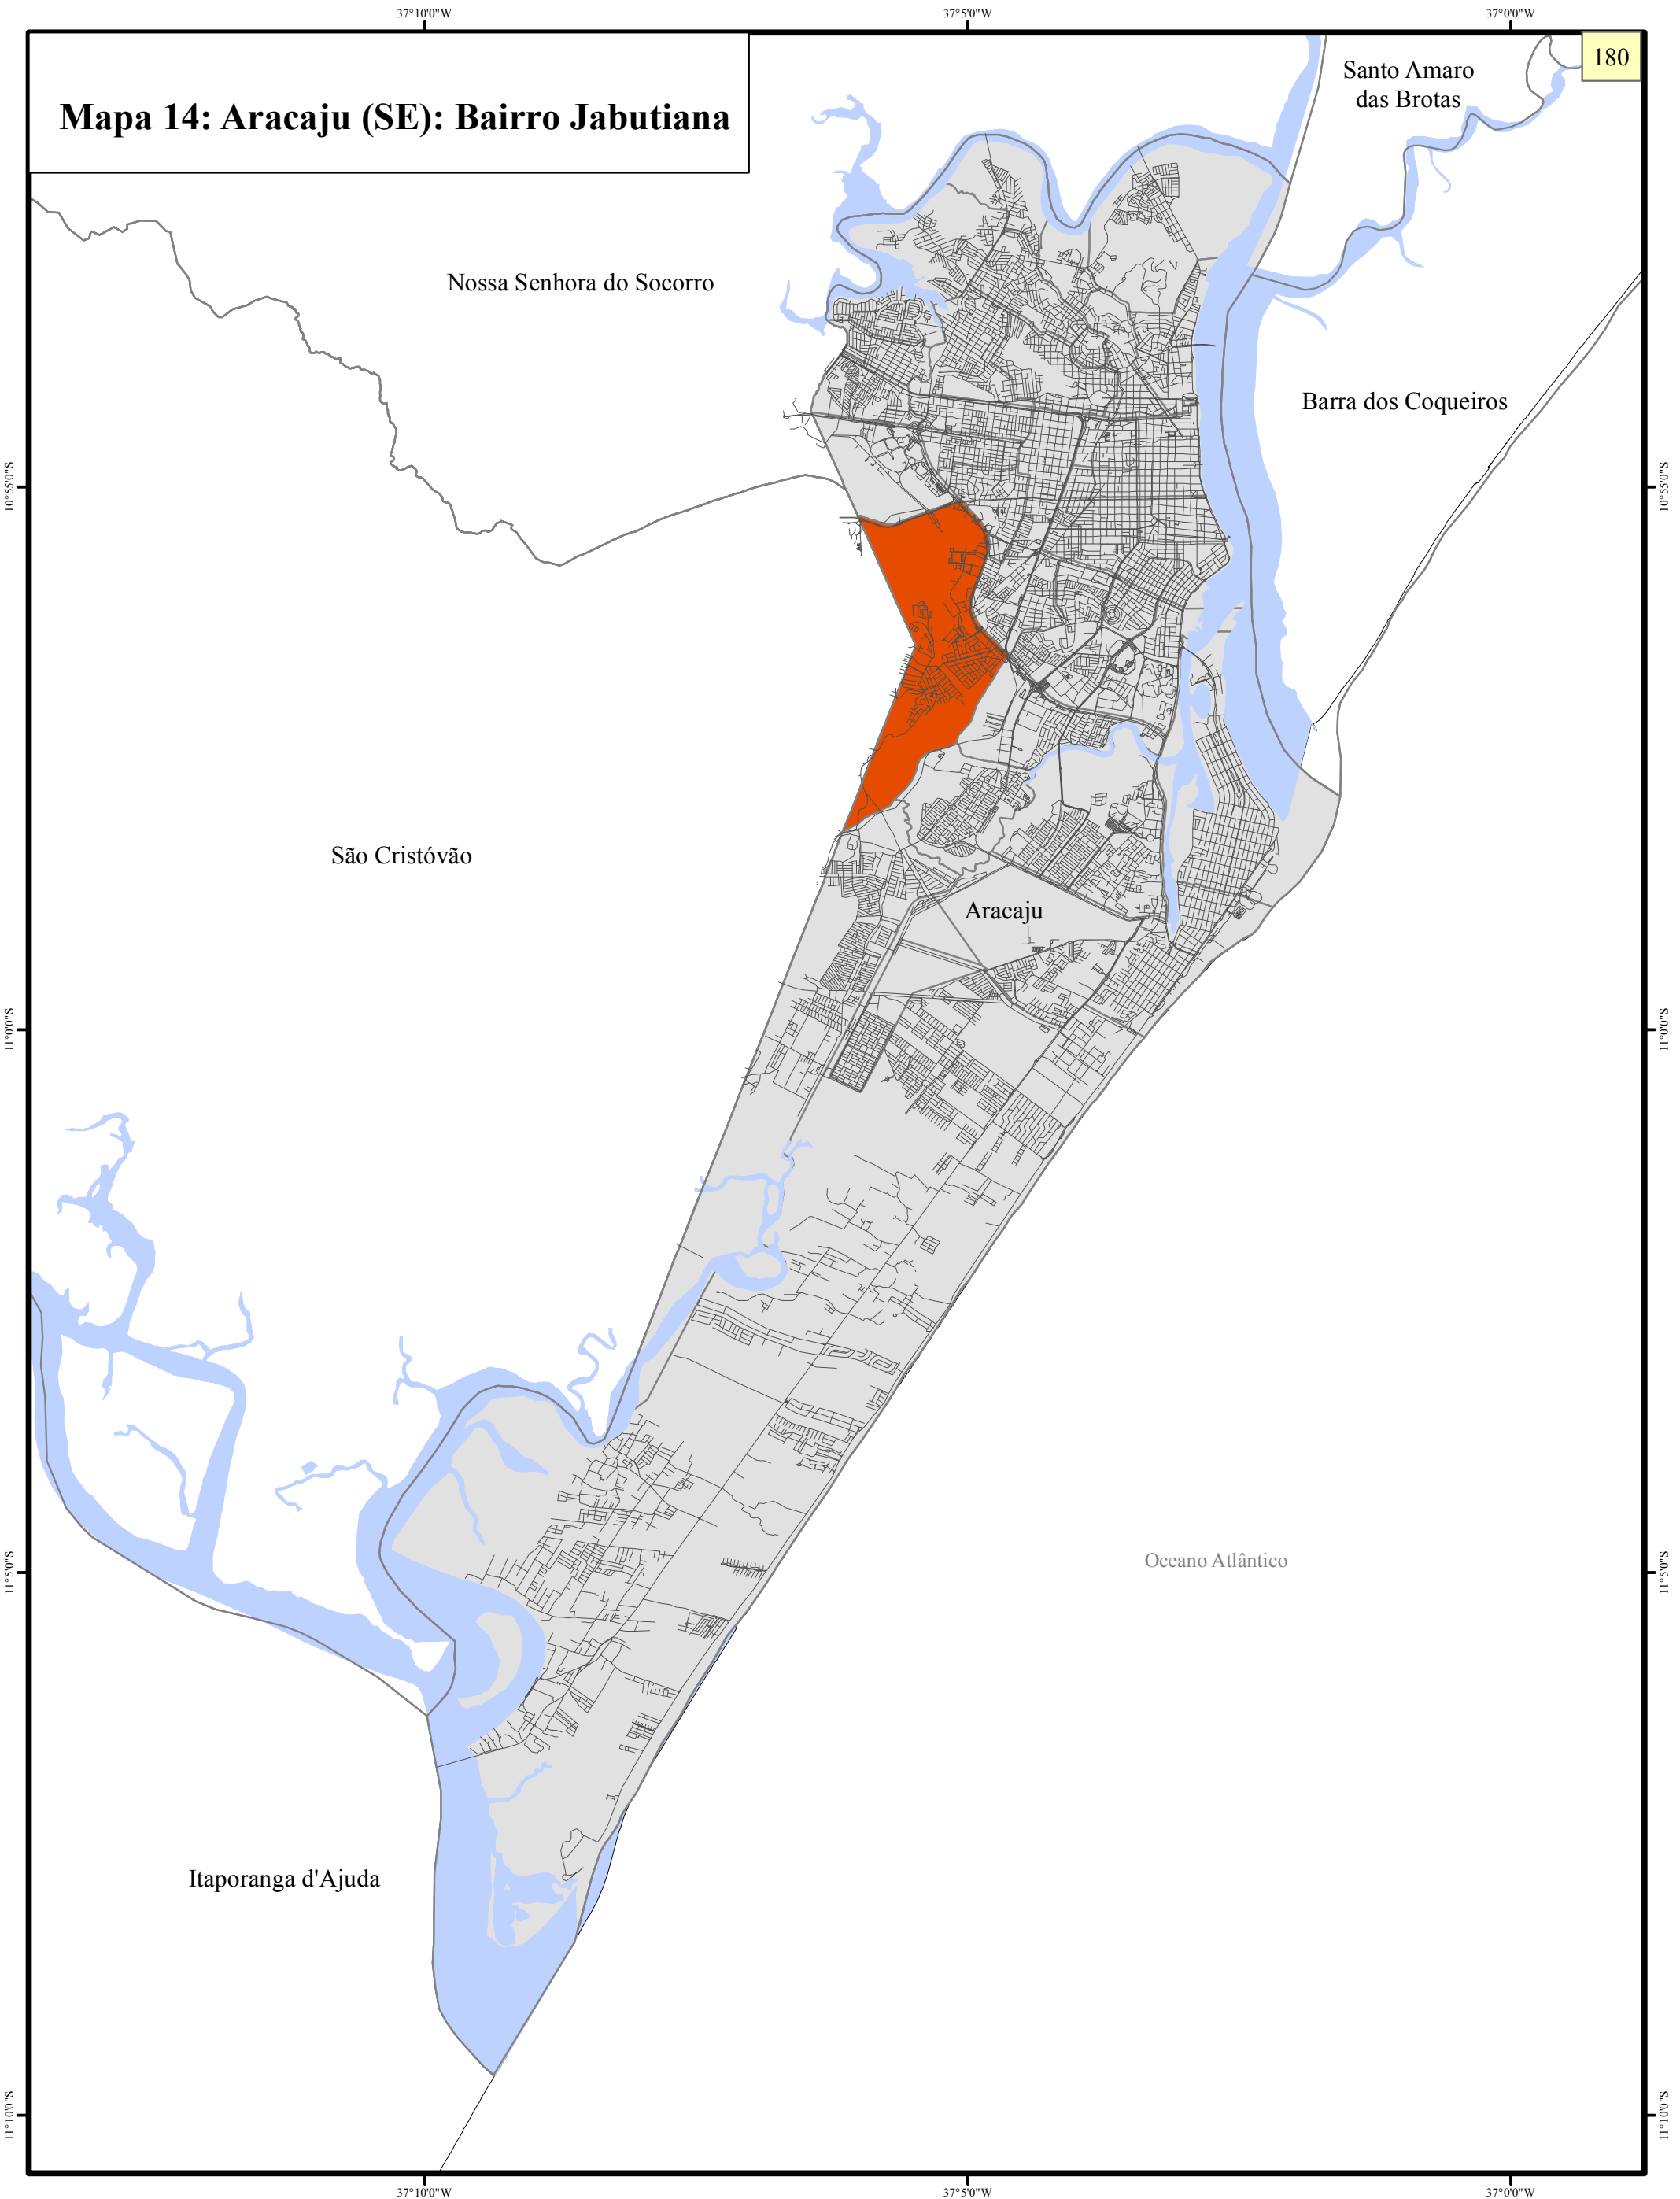 37°10'0"W
37°5'0"W
37°0'0"W
180
Mapa 14: Aracaju (SE): Bairro Jabutiana
Santo Amaro
das Brotas
Nossa Senhora do Socorro
Barra dos Coqueiros
10°55'0"S
10°55'0"S
São Cristóvão
Aracaju
11°0'0"S
11°0'0"S
Oceano Atlântico
11°5'0"S
11°5'0"S
Itaporanga d'Ajuda
11°10'0"S
11°10'0"S
37°10'0"W
37°5'0"W
37°0'0"W